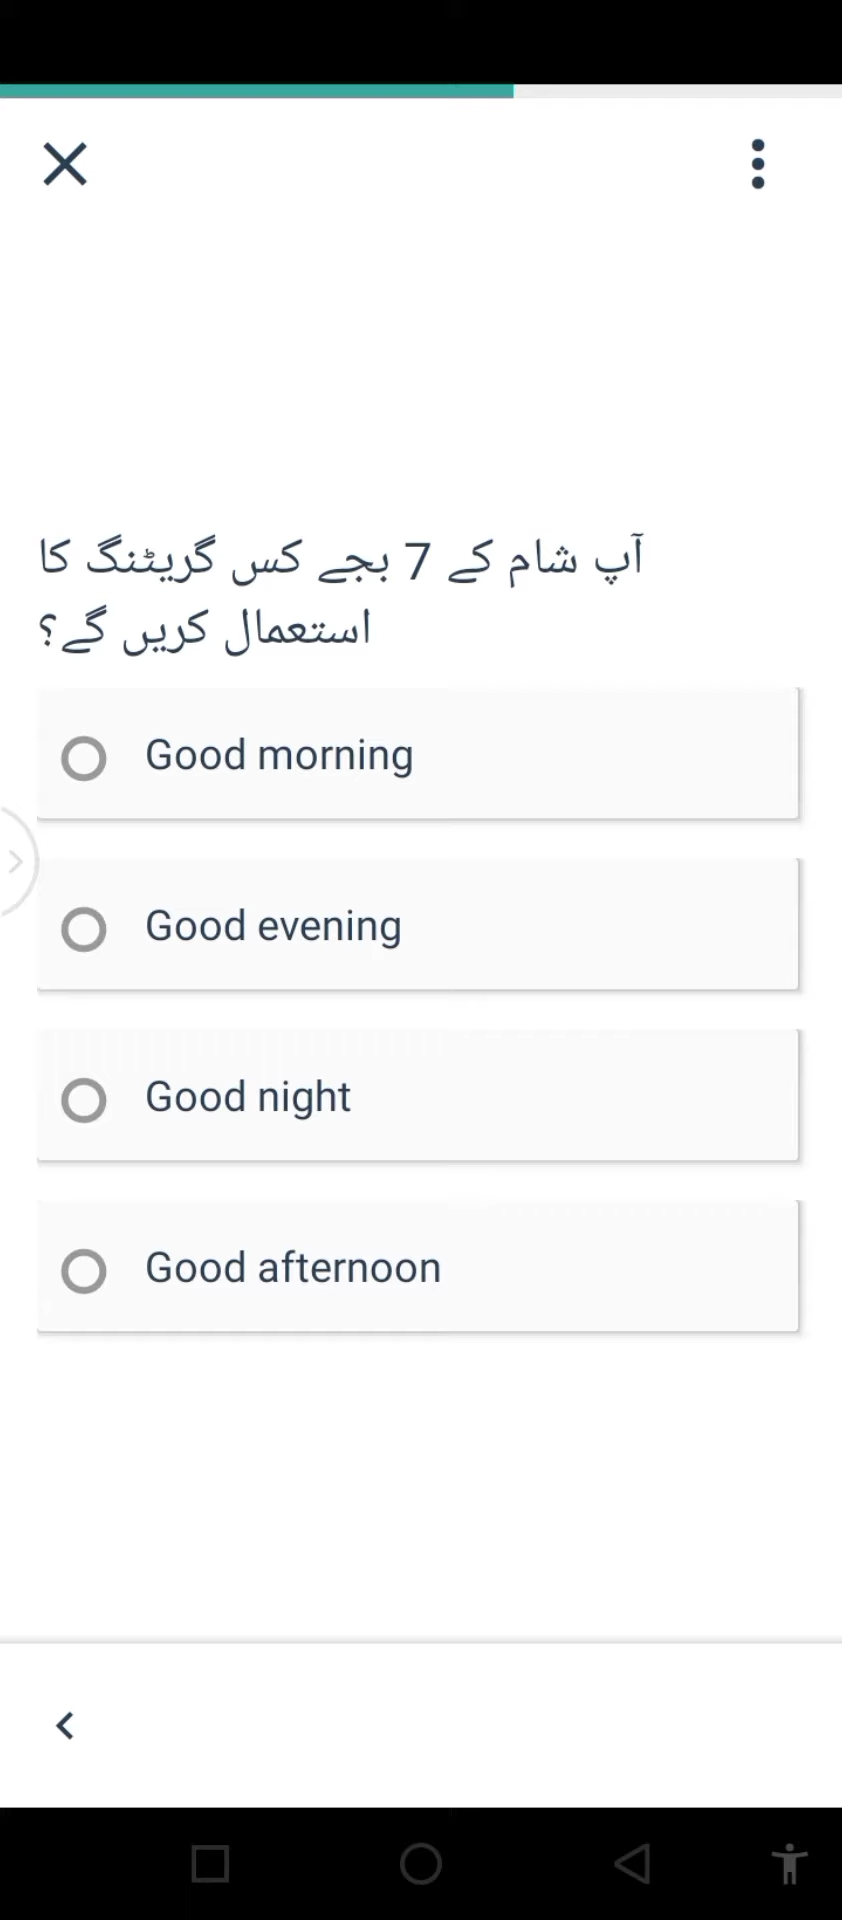 آپ شام کے 7 بجے کس گریٹنگ کا
استعمال کریں گے؟
Good morning
Good evening
Good night
Good afternoon